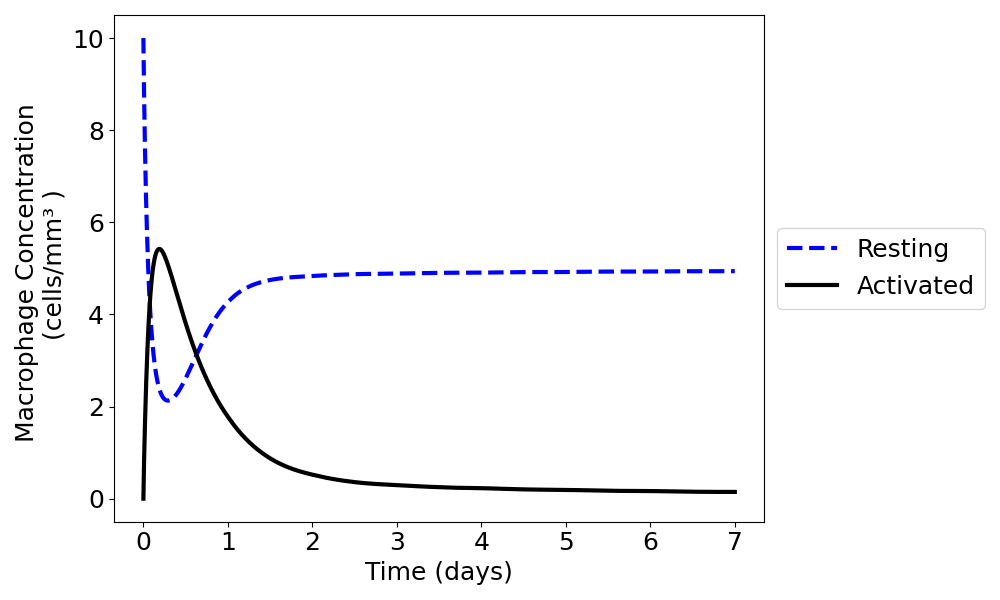 Macrophage Concentration
(cells/mm³ )
10
8
6
4
2
0
0 1 2 3 4 5 6 7
Time (days)
Resting
Activated